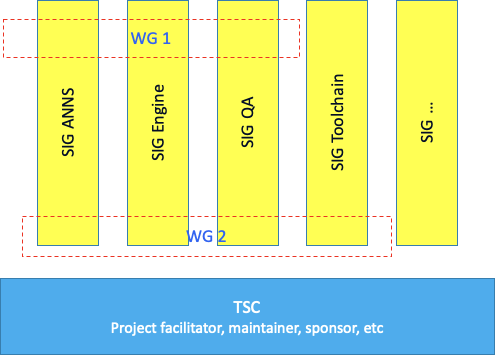 WG 1
SIG ANNS
SIG Engine
SIG QA
SIG Toolchain
SIG ...
WG 2
TSC
Project facilitator, maintainer, sponsor, etc